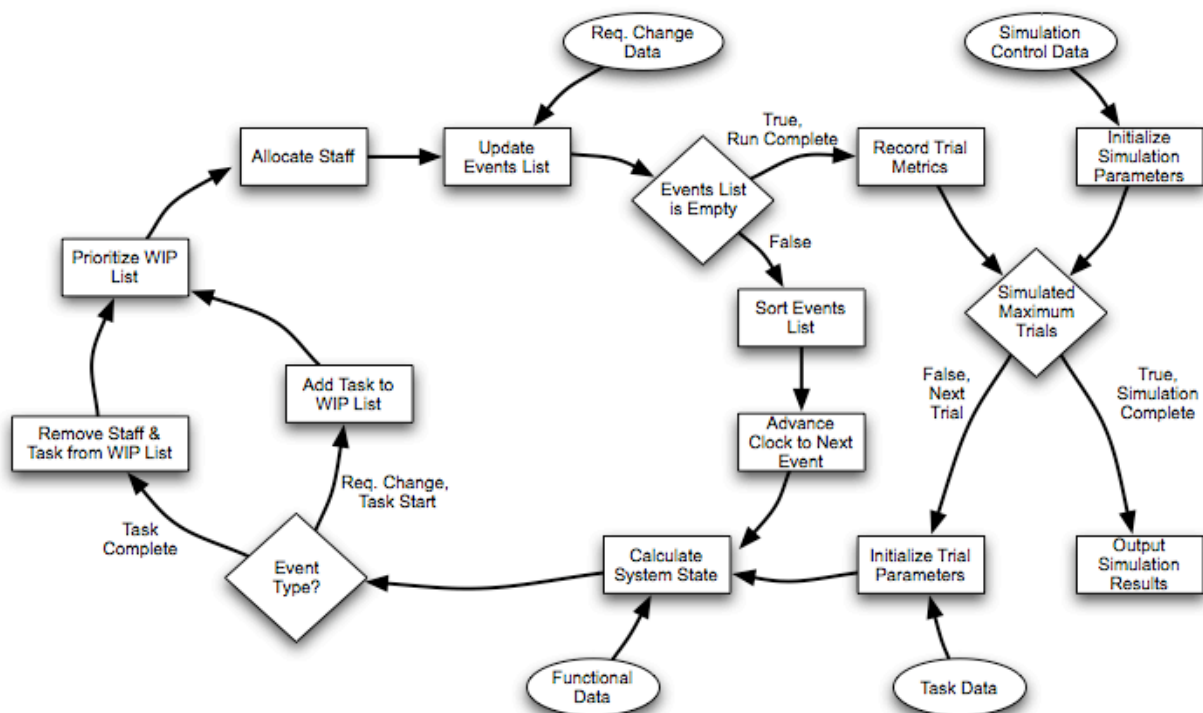 Req. Change
Data
Simulation
Control Data
True,
Run Complete
Allocate Staff
Update
Events List
Record Trial
Metrics
Initialize
Simulation
Parameters
Events List
is Empty
False
Prioritize WIP
List
Sort Events
List
Simulated
Maximum
Trials
Add Task to
WIP List
False,
Next
Trial
True,
Simulation
Complete
Remove Staff &
Task from WIP List
Advance
Clock to Next
Event
Req. Change,
Task Start
Task
Complete
Event
Type?
Calculate
System State
Initialize Trial
Parameters
Output
Simulation
Results
Functional
Data
Task Data